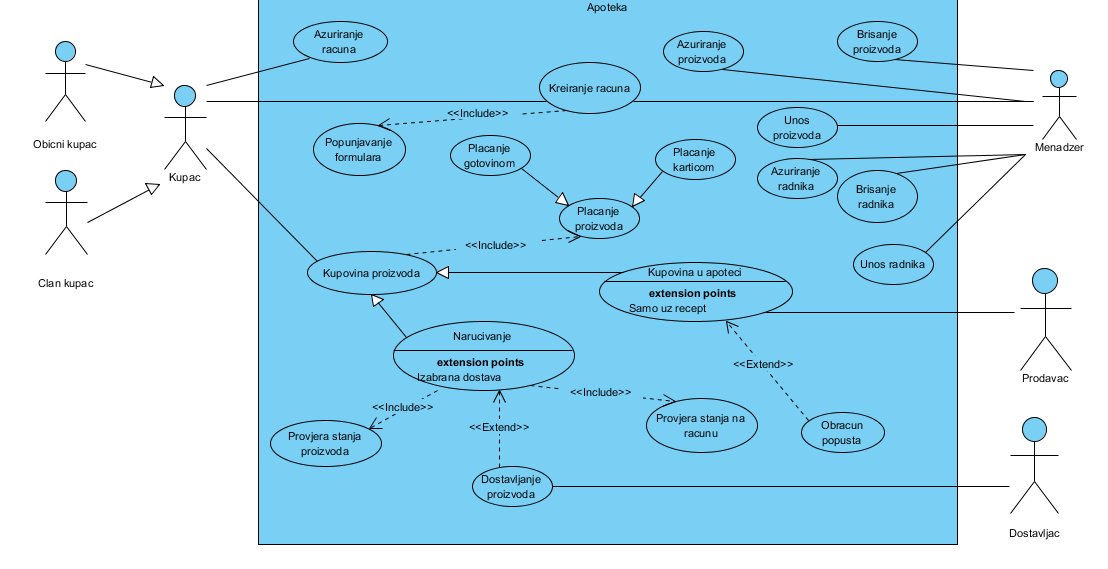 Apoteka
Azuriranje
racuna
Azuriranje
proizvoda
Brisanje
proizvoda
Obicni kupac
Kupac
Clan kupac
Kreiranje racuna
<<Include>>
Popunjavanje
formulara
Unos
proizvoda
Menadzer
Placanje
gotovinom
Placanje
karticom
Azuriranje
radnika
Brisanje
radnika
Placanje
proizvoda
<<Include>>
Unos radnika
Kupovina proizvoda
Kupovina u apoteci
extension points
Samo uz recept
Narucivanje
extension points
Izabrana dostava
<<Extend>>
Prodavac
<<Include>>
<<Include>>
<<Extend>>
Provjera stanja
proizvoda
Provjera stanja na
racunu
Obracun
popusta
Dostavljanje
proizvoda
Dostavljac